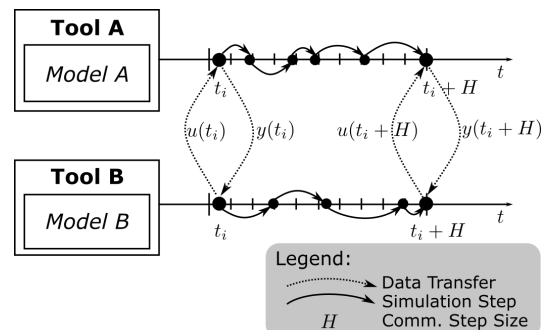 Tool A
Model A
t_i
t_i + H
t
u(t_i)
y(t_i)
u(t_i + H)
y(t_i + H)
Tool B
Model B
t_i
t_i + H
t
Legend:
Data Transfer
Simulation Step
H Comm. Step Size